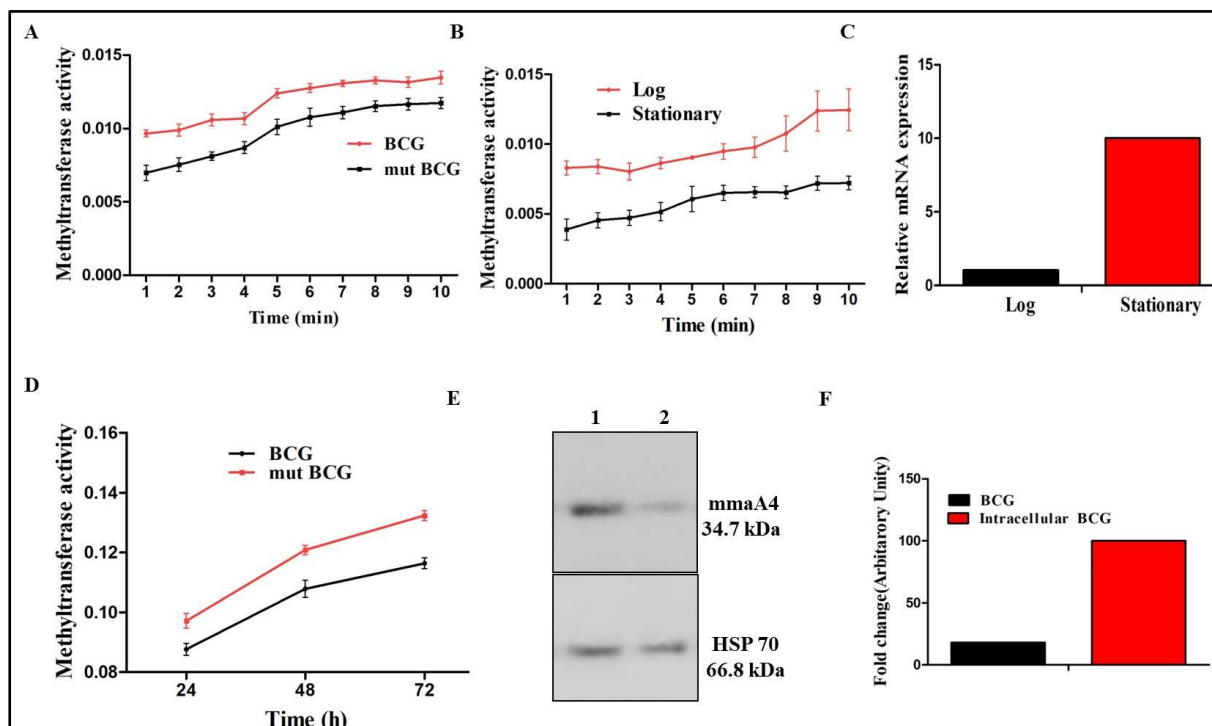 A
Methyltransferase activity
0.015
0.010
0.005
0.000
BCG
mut BCG
1 2 3 4 5 6 7 8 9 10
Time (min)
B
Methyltransferase activity
0.015
0.010
0.005
0.000
Log
Stationary
1 2 3 4 5 6 7 8 9 10
Time (min)
C
Relative mRNA expression
15
10
5
0
Log Stationary
D
Methyltransferase activity
0.16
0.14
0.12
0.10
0.08
BCG
mut BCG
24 48 72
Time (h)
E
1 2
mmaA4
34.7 kDa
HSP 70
66.8 kDa
F
Fold change(Arbitarary Unity)
150
100
50
0
BCG
Intracellular BCG